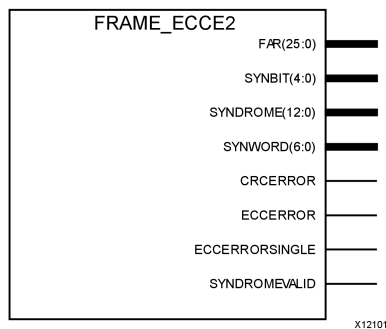 FRAME_ECCE2
FAR(25:0)
SYNBIT(4:0)
SYNDROME(12:0)
SYNWORD(6:0)
CRCERROR
ECCERROR
ECCERRORSINGLE
SYNDROMEVALID
X12101